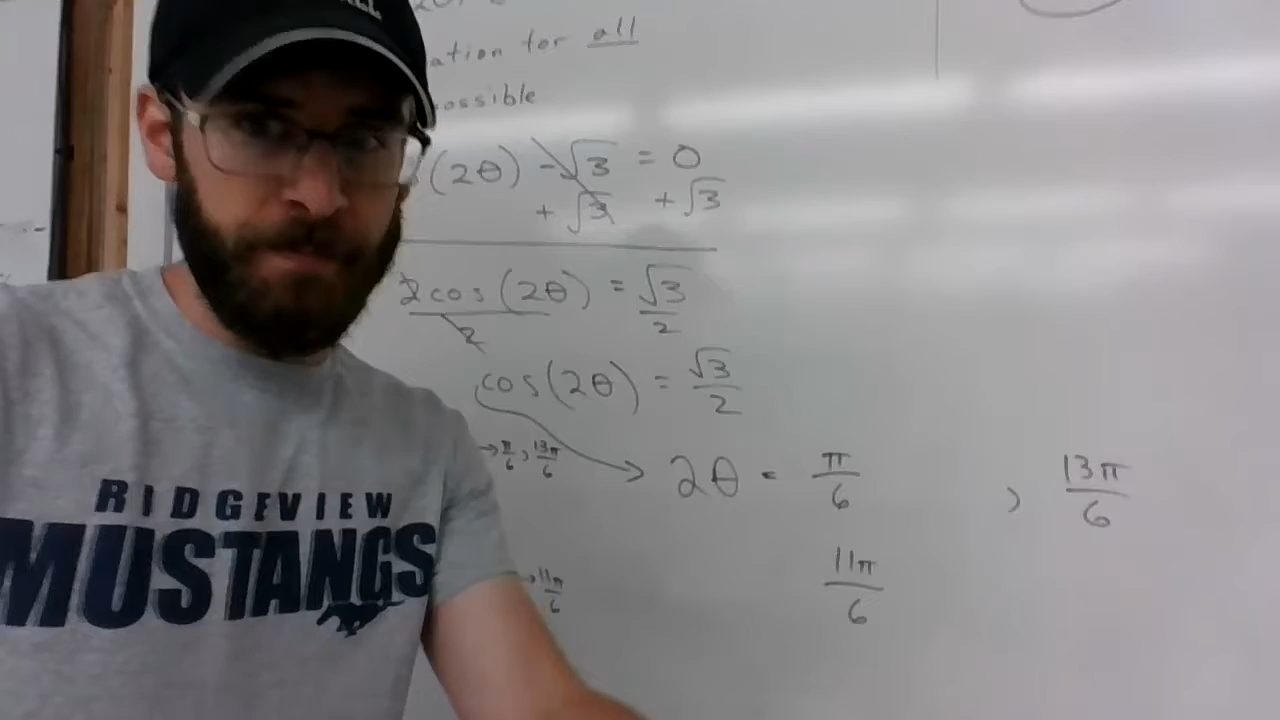 ation for all
ossible
(2θ) - √3 = 0
+ √3 + √3
2cos(2θ) = √3
2 2
cos(2θ) = √3/2
→ π/6, 13π/6
2θ = π/6 , 13π/6
→ 11π/6
11π/6
RIDGEVIEW
MUSTANGS